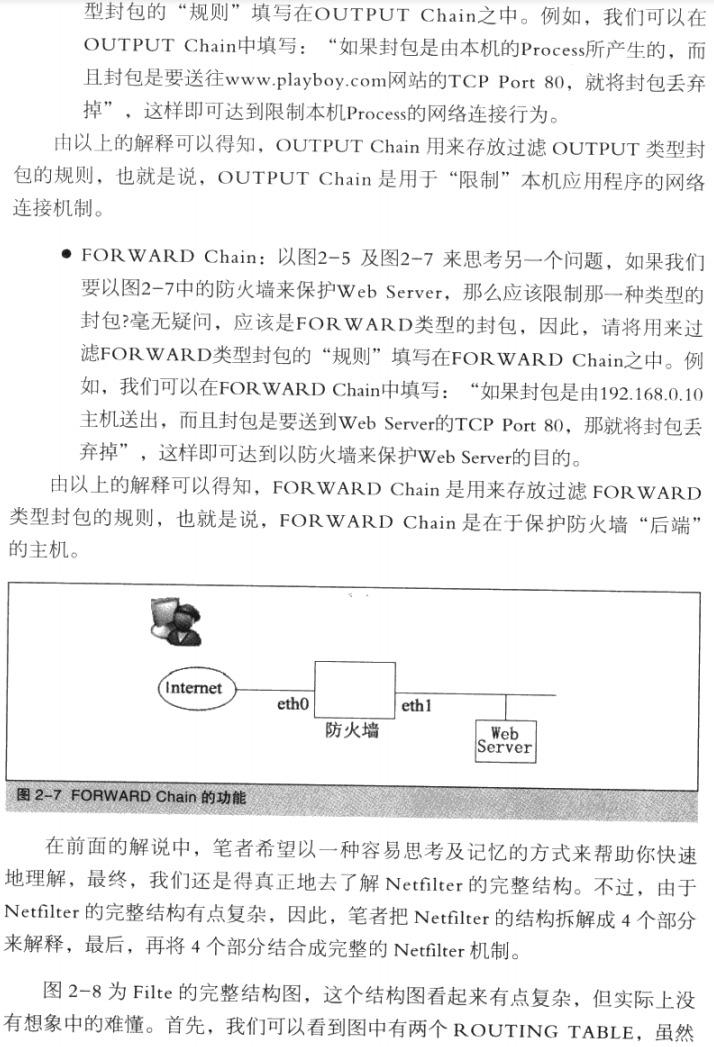 型封包的“规则”填写在OUTPUT Chain之中。例如，我们可以在
OUTPUT Chain中填写：“如果封包是由本机的Process所产生的，而
且封包是要送往www.playboy.com网站的TCP Port 80，就将封包丢弃
掉”，这样即可达到限制本机Process的网络连接行为。
由以上的解释可以得知，OUTPUT Chain 用来存放过滤 OUTPUT 类型封
包的规则，也就是说，OUTPUT Chain 是用于“限制”本机应用程序的网络
连接机制。
● FORWARD Chain：以图2-5 及图2-7 来思考另一个问题，如果我们
要以图2-7中的防火墙来保护Web Server，那么应该限制那一种类型的
封包?毫无疑问，应该是FORWARD类型的封包，因此，请将用来过
滤FORWARD类型封包的“规则”填写在FORWARD Chain之中。例
如，我们可以在FORWARD Chain中填写：“如果封包是由192.168.0.10
主机送出，而且封包是要送到Web Server的TCP Port 80，那就将封包丢
弃掉”，这样即可达到以防火墙来保护Web Server的目的。
由以上的解释可以得知，FORWARD Chain 是用来存放过滤 FORWARD
类型封包的规则，也就是说，FORWARD Chain 是在于保护防火墙“后端”
的主机。
Internet
eth0
eth1
防火墙
Web
Server
图 2-7 FORWARD Chain 的功能
在前面的解说中，笔者希望以一种容易思考及记忆的方式来帮助你快速
地理解，最终，我们还是得真正地去了解 Netfilter 的完整结构。不过，由于
Netfilter 的完整结构有点复杂，因此，笔者把 Netfilter 的结构拆解成 4 个部分
来解释，最后，再将 4 个部分结合成完整的 Netfilter 机制。
图 2-8 为 Filte 的完整结构图，这个结构图看起来有点复杂，但实际上没
有想象中的难懂。首先，我们可以看到图中有两个 ROUTING TABLE，虽然